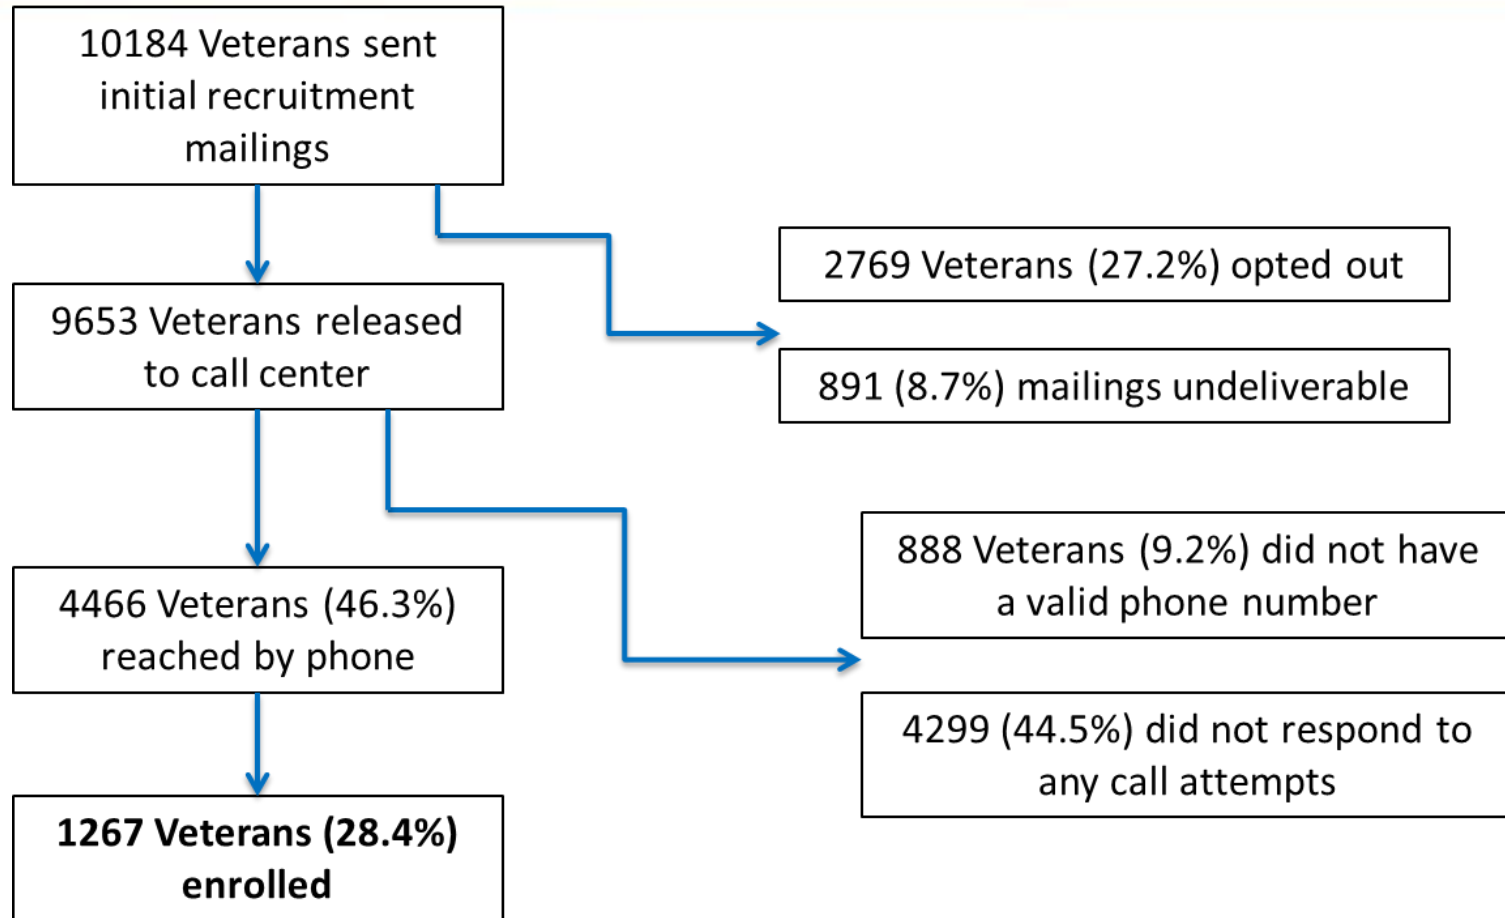 10184 Veterans sent
initial recruitment
mailings
2769 Veterans (27.2%) opted out
9653 Veterans released
to call center
891 (8.7%) mailings undeliverable
888 Veterans (9.2%) did not have
a valid phone number
4466 Veterans (46.3%)
reached by phone
4299 (44.5%) did not respond to
any call attempts
1267 Veterans (28.4%)
enrolled